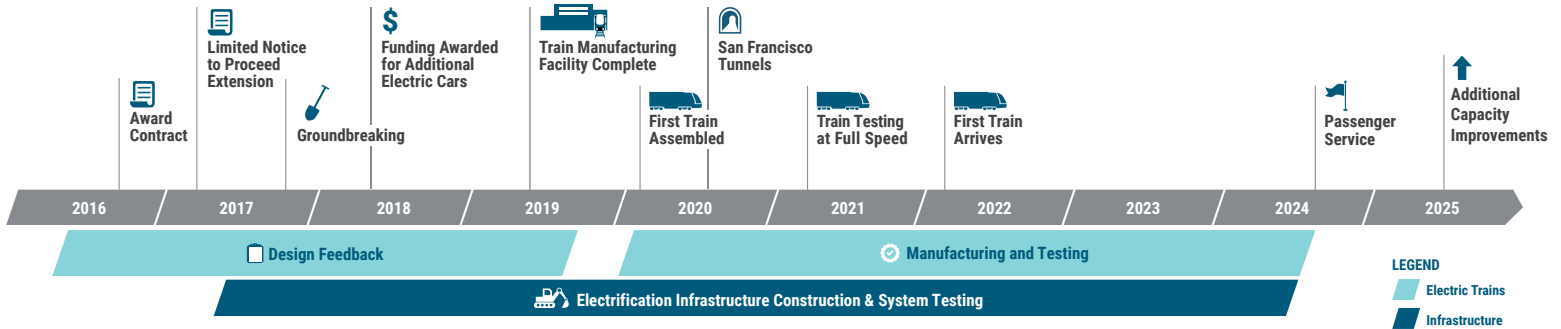 Limited Notice
to Proceed
Extension
$
Funding Awarded
for Additional
Electric Cars
Train Manufacturing
Facility Complete
San Francisco
Tunnels
Award
Contract
Groundbreaking
First Train
Assembled
Train Testing
at Full Speed
First Train
Arrives
Passenger
Service
Additional
Capacity
Improvements
2016
2017
2018
2019
2020
2021
2022
2023
2024
2025
Design Feedback
Manufacturing and Testing
Electrification Infrastructure Construction & System Testing
LEGEND
Electric Trains
Infrastructure